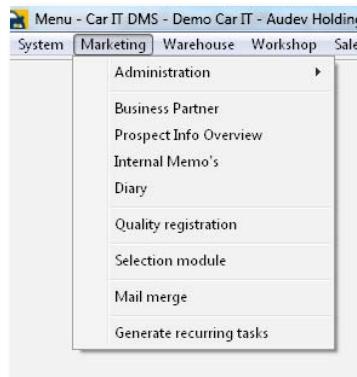 Menu - Car IT DMS - Demo Car IT - Audev Holding
System Marketing Warehouse Workshop Sale
Administration
Business Partner
Prospect Info Overview
Internal Memo's
Diary
Quality registration
Selection module
Mail merge
Generate recurring tasks